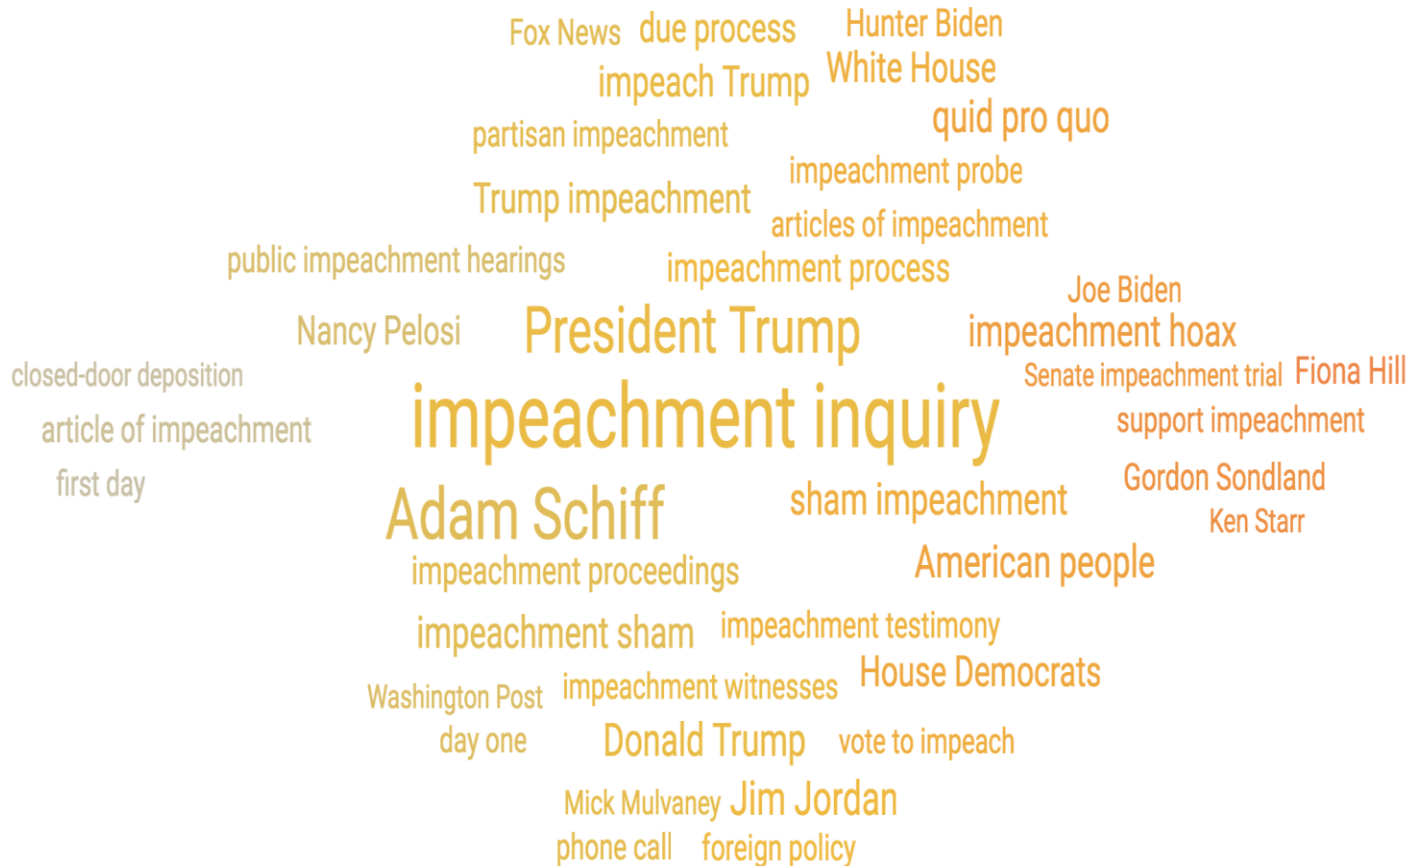 Fox News
due process
Hunter Biden
impeach Trump
White House
partisan impeachment
quid pro quo
impeachment probe
Trump impeachment
articles of impeachment
public impeachment hearings
impeachment process
Joe Biden
Nancy Pelosi
President Trump
impeachment hoax
closed-door deposition
Senate impeachment trial
Fiona Hill
article of impeachment
impeachment inquiry
support impeachment
first day
Adam Schiff
sham impeachment
Gordon Sondland
Ken Starr
impeachment proceedings
American people
impeachment sham
impeachment testimony
Washington Post
impeachment witnesses
House Democrats
day one
Donald Trump
vote to impeach
Mick Mulvaney
Jim Jordan
phone call
foreign policy